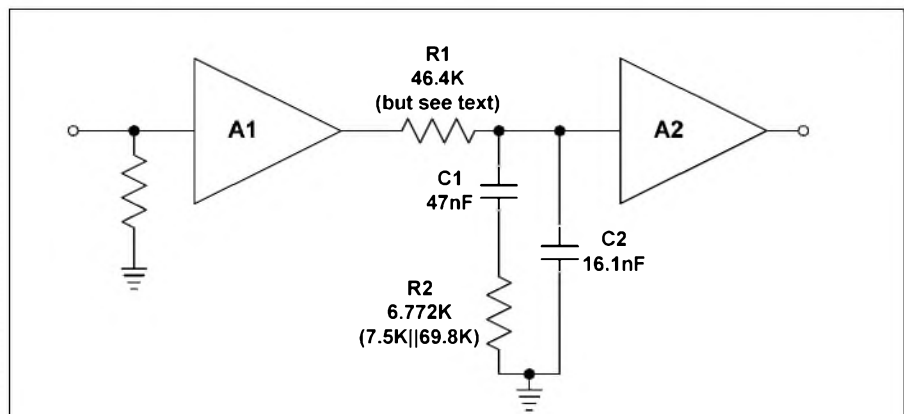 R1
46.4K
(but see text)
A1
A2
C1
47nF
C2
16.1nF
R2
6.772K
(7.5K||69.8K)